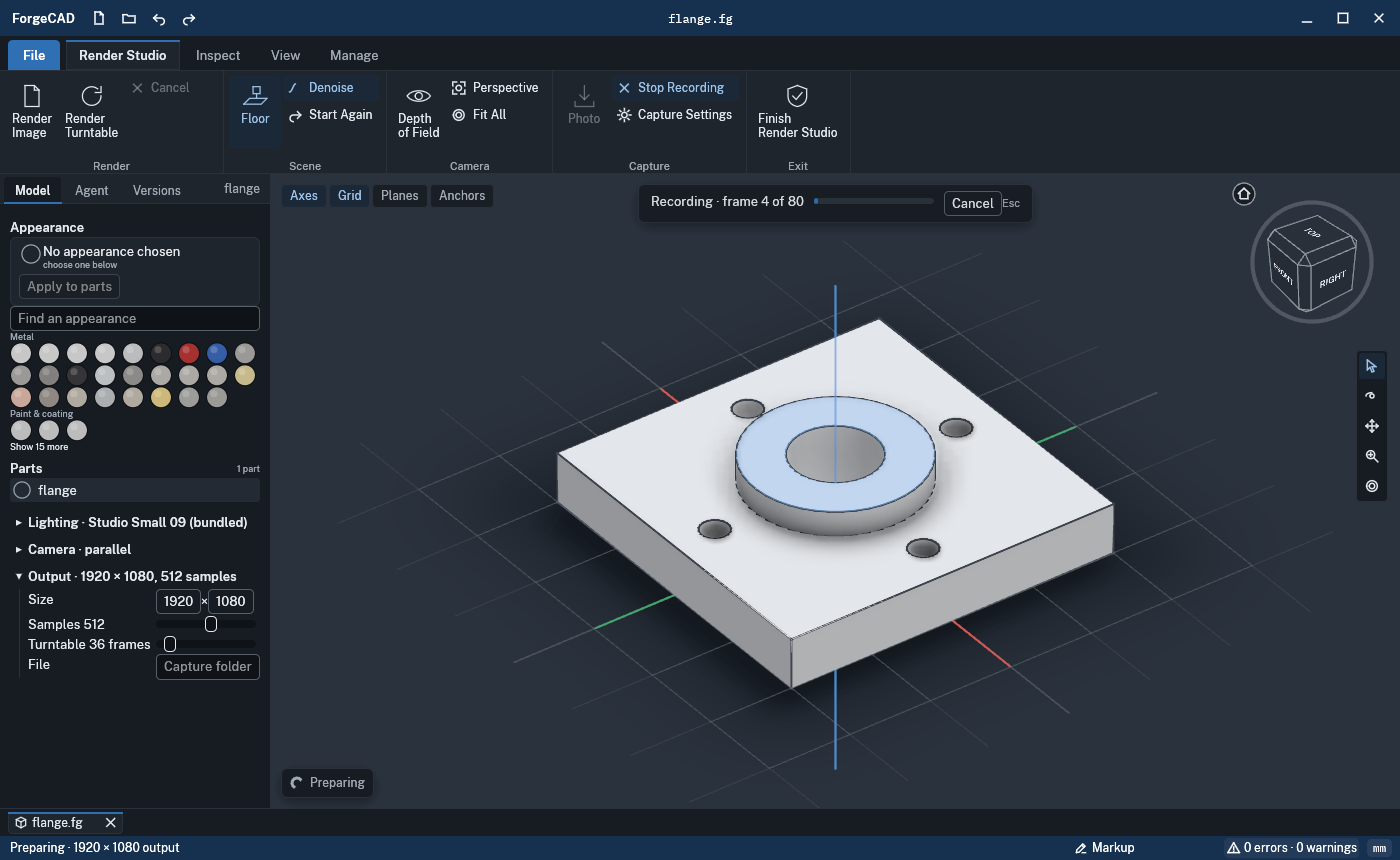 ForgeCAD
flange.fg
File
Render Studio
Inspect
View
Manage
Render
Image
Render
Turntable
Cancel
Render
Floor
Denoise
Start Again
Scene
Depth
of Field
Perspective
Fit All
Camera
Photo
Stop Recording
Capture Settings
Capture
Finish
Render Studio
Exit
Model
Agent
Versions
flange
Axes
Grid
Planes
Anchors
Recording · frame 4 of 80
Cancel
Esc
TOP
FRONT
RIGHT
Appearance
No appearance chosen
choose one below
Apply to parts
Find an appearance
Metal
Paint & coating
Show 15 more
Parts
1 part
flange
Lighting · Studio Small 09 (bundled)
Camera · parallel
Output · 1920 × 1080, 512 samples
Size
1920 × 1080
Samples 512
Turntable 36 frames
File
Capture folder
Preparing
flange.fg
Preparing · 1920 × 1080 output
Markup
0 errors · 0 warnings
mm